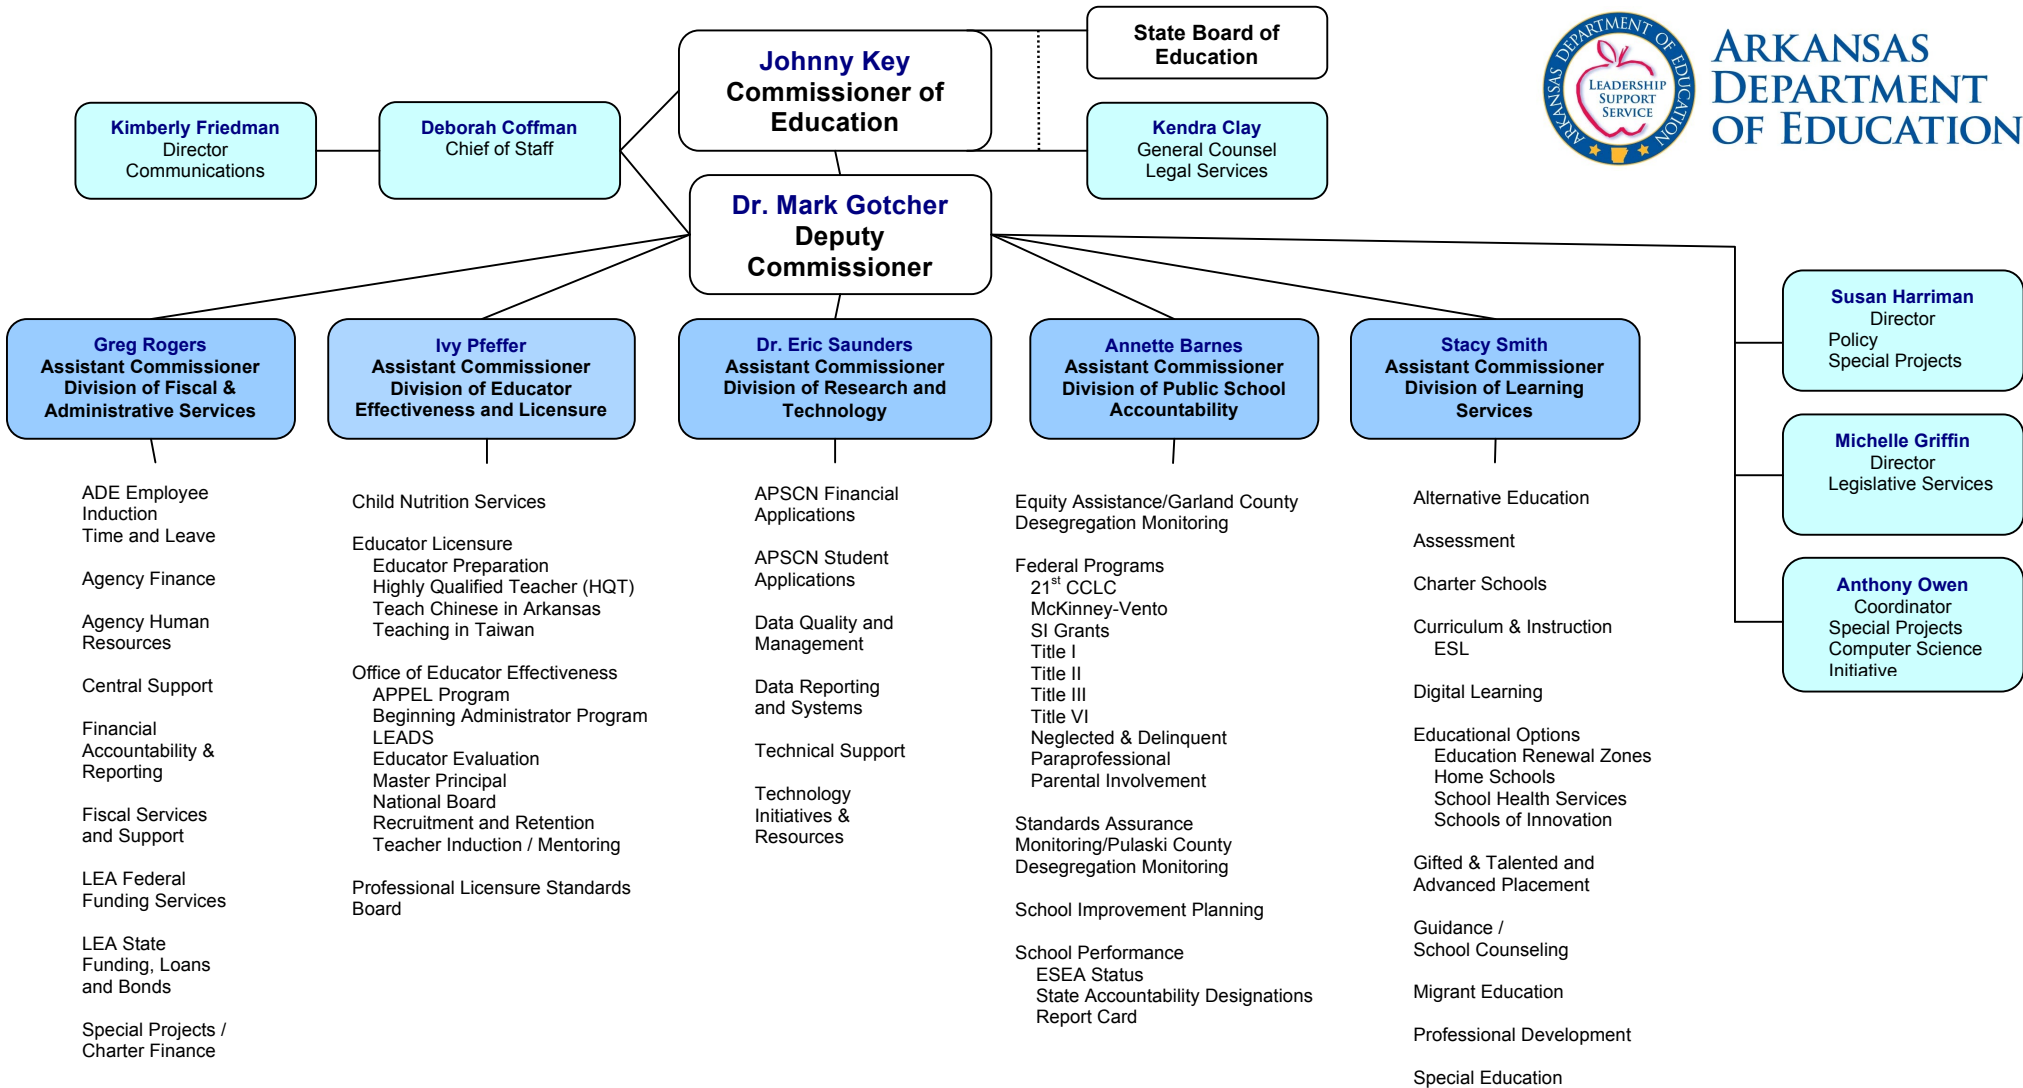 State Board of
Education
Johnny Key
Commissioner of
Education
ARKANSAS DEPARTMENT OF EDUCATION
LEADERSHIP
SUPPORT
SERVICE
ARKANSAS
DEPARTMENT
OF EDUCATION
Kimberly Friedman
Director
Communications
Deborah Coffman
Chief of Staff
Kendra Clay
General Counsel
Legal Services
Dr. Mark Gotcher
Deputy
Commissioner
Greg Rogers
Assistant Commissioner
Division of Fiscal &
Administrative Services
Ivy Pfeffer
Assistant Commissioner
Division of Educator
Effectiveness and Licensure
Dr. Eric Saunders
Assistant Commissioner
Division of Research and
Technology
Annette Barnes
Assistant Commissioner
Division of Public School
Accountability
Stacy Smith
Assistant Commissioner
Division of Learning
Services
Susan Harriman
Director
Policy
Special Projects
Michelle Griffin
Director
Legislative Services
Anthony Owen
Coordinator
Special Projects
Computer Science
Initiative
ADE Employee
Induction
Time and Leave
Agency Finance
Agency Human
Resources
Central Support
Financial
Accountability &
Reporting
Fiscal Services
and Support
LEA Federal
Funding Services
LEA State
Funding, Loans
and Bonds
Special Projects /
Charter Finance
Child Nutrition Services
Educator Licensure
Educator Preparation
Highly Qualified Teacher (HQT)
Teach Chinese in Arkansas
Teaching in Taiwan
Office of Educator Effectiveness
APPEL Program
Beginning Administrator Program
LEADS
Educator Evaluation
Master Principal
National Board
Recruitment and Retention
Teacher Induction / Mentoring
Professional Licensure Standards
Board
APSCN Financial
Applications
APSCN Student
Applications
Data Quality and
Management
Data Reporting
and Systems
Technical Support
Technology
Initiatives &
Resources
Equity Assistance/Garland County
Desegregation Monitoring
Federal Programs
21st CCLC
McKinney-Vento
SI Grants
Title I
Title II
Title III
Title VI
Neglected & Delinquent
Paraprofessional
Parental Involvement
Standards Assurance
Monitoring/Pulaski County
Desegregation Monitoring
School Improvement Planning
School Performance
ESEA Status
State Accountability Designations
Report Card
Alternative Education
Assessment
Charter Schools
Curriculum & Instruction
ESL
Digital Learning
Educational Options
Education Renewal Zones
Home Schools
School Health Services
Schools of Innovation
Gifted & Talented and
Advanced Placement
Guidance /
School Counseling
Migrant Education
Professional Development
Special Education